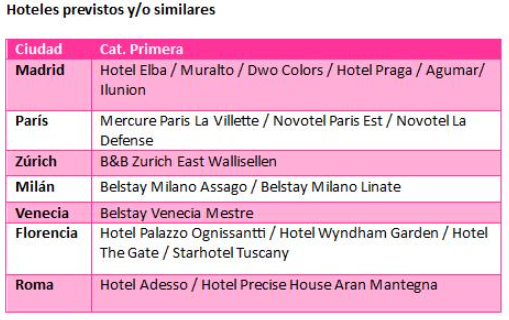 Hoteles previstos y/o similares
Ciudad Cat. Primera
Madrid Hotel Elba / Muralto / Dwo Colors / Hotel Praga / Agumar/
Ilunion
París Mercure Paris La Villette / Novotel Paris Est / Novotel La
Defense
Zúrich B&B Zurich East Wallisellen
Milán Belstay Milano Assago / Belstay Milano Linate
Venecia Belstay Venecia Mestre
Florencia Hotel Palazzo Ognissantti / Hotel Wyndham Garden / Hotel
The Gate / Starhotel Tuscany
Roma Hotel Adesso / Hotel Precise House Aran Mantegna